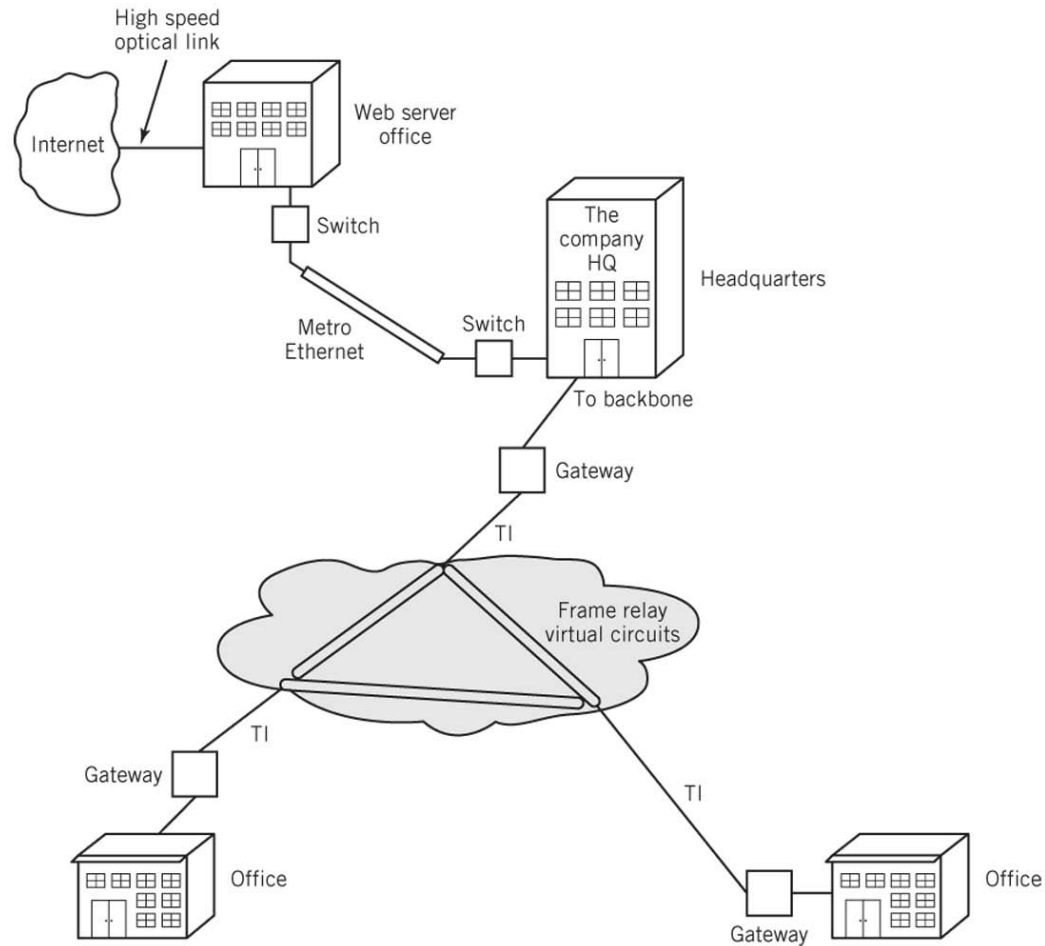 High speed
optical link
Internet
Web server
office
Switch
The
company
HQ
Headquarters
Metro
Ethernet
Switch
To backbone
Gateway
TI
Frame relay
virtual circuits
TI
Gateway
TI
Office
Office
Gateway